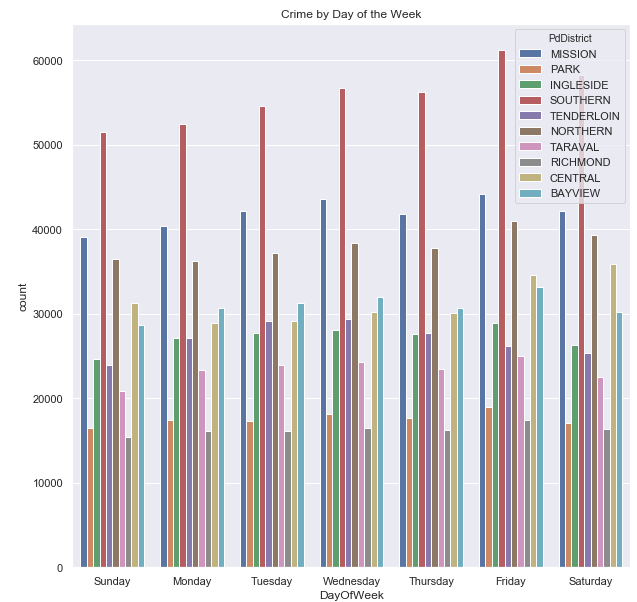 Crime by Day of the Week
PdDistrict
MISSION
PARK
INGLESIDE
SOUTHERN
TENDERLOIN
NORTHERN
TARAVAL
RICHMOND
CENTRAL
BAYVIEW
count
60000
50000
40000
30000
20000
10000
0
Sunday Monday Tuesday Wednesday Thursday Friday Saturday
DayOfWeek